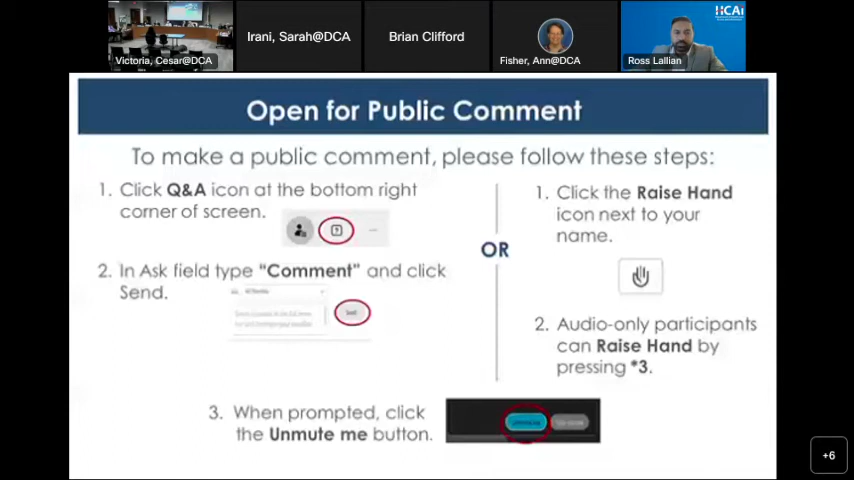 HCAi
Victoria, Cesar@DCA
Irani, Sarah@DCA
Brian Clifford
Fisher, Ann@DCA
Ross Lallian
Open for Public Comment
To make a public comment, please follow these steps:
1. Click Q&A icon at the bottom right
corner of screen.
2. In Ask field type "Comment" and click
Send.
OR
1. Click the Raise Hand
icon next to your
name.
2. Audio-only participants
can Raise Hand by
pressing *3.
3. When prompted, click
the Unmute me button.
+6